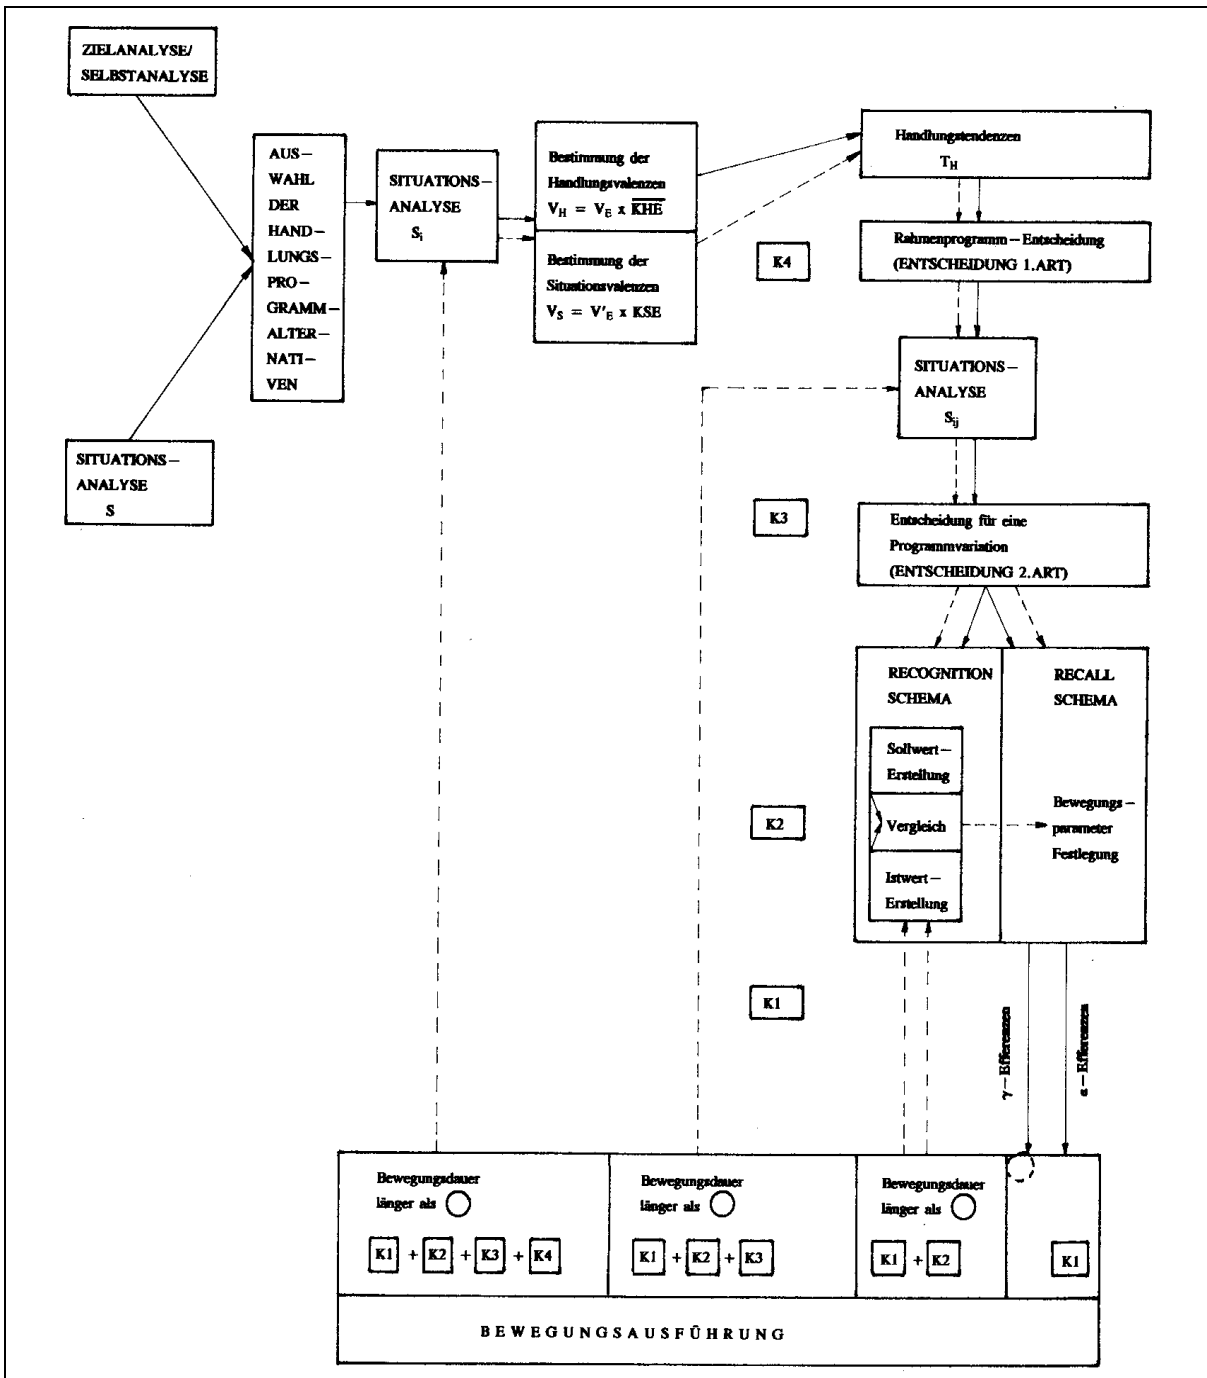 ZIELANALYSE/
SELBSTANALYSE
AUS–
WAHL
DER
HAND–
LUNGS–
PRO–
GRAMM–
ALTER–
NATI–
VEN
SITUATIONS–
ANALYSE
S
SITUATIONS–
ANALYSE
Si
Bestimmung der
Handlungsvalenzen
VH = VE x K̅H̅E̅
Bestimmung der
Situationsvalenzen
VS = V'E x KSE
Handlungstendenzen
TH
K4
Rahmenprogramm – Entscheidung
(ENTSCHEIDUNG 1.ART)
SITUATIONS–
ANALYSE
Sij
K3
Entscheidung für eine
Programmvariation
(ENTSCHEIDUNG 2.ART)
RECOGNITION
SCHEMA
Sollwert–
Erstellung
Vergleich
Istwert–
Erstellung
RECALL
SCHEMA
Bewegungs–
parameter
Festlegung
K2
K1
γ – Efferenzen
α – Efferenzen
Bewegungsdauer
länger als
K1 + K2 + K3 + K4
Bewegungsdauer
länger als
K1 + K2 + K3
Bewegungsdauer
länger als
K1 + K2
K1
BEWEGUNGSAUSFÜHRUNG